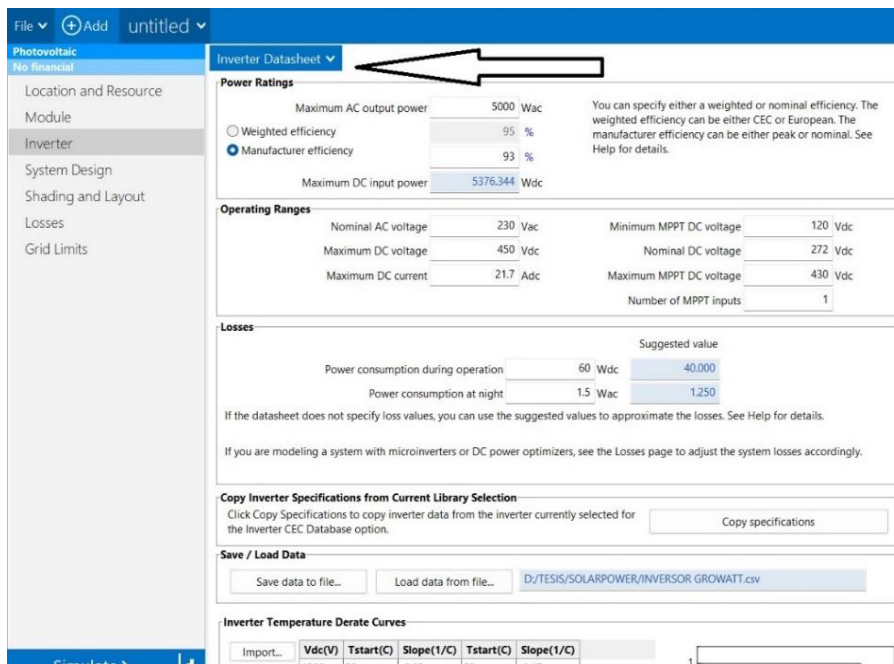 File Add untitled
Photovoltaic
No financial
Location and Resource
Module
Inverter
System Design
Shading and Layout
Losses
Grid Limits
Inverter Datasheet
Power Ratings
Maximum AC output power 5000 Wac
Weighted efficiency 95 %
Manufacturer efficiency 93 %
Maximum DC input power 5376.344 Wdc
You can specify either a weighted or nominal efficiency. The
weighted efficiency can be either CEC or European. The
manufacturer efficiency can be either peak or nominal. See
Help for details.
Operating Ranges
Nominal AC voltage 230 Vac Minimum MPPT DC voltage 120 Vdc
Maximum DC voltage 450 Vdc Nominal DC voltage 272 Vdc
Maximum DC current 21.7 Adc Maximum MPPT DC voltage 430 Vdc
Number of MPPT inputs 1
Losses
Suggested value
Power consumption during operation 60 Wdc 40.000
Power consumption at night 1.5 Wac 1.250
If the datasheet does not specify loss values, you can use the suggested values to approximate the losses. See Help for details.
If you are modeling a system with microinverters or DC power optimizers, see the Losses page to adjust the system losses accordingly.
Copy Inverter Specifications from Current Library Selection
Click Copy Specifications to copy inverter data from the inverter currently selected for
the Inverter CEC Database option.
Copy specifications
Save / Load Data
Save data to file... Load data from file... D:/TESIS/SOLARPOWER/INVERSOR GROWATT.csv
Inverter Temperature Derate Curves
Import... Vdc(V) Tstart(C) Slope(1/C) Tstart(C) Slope(1/C)
1